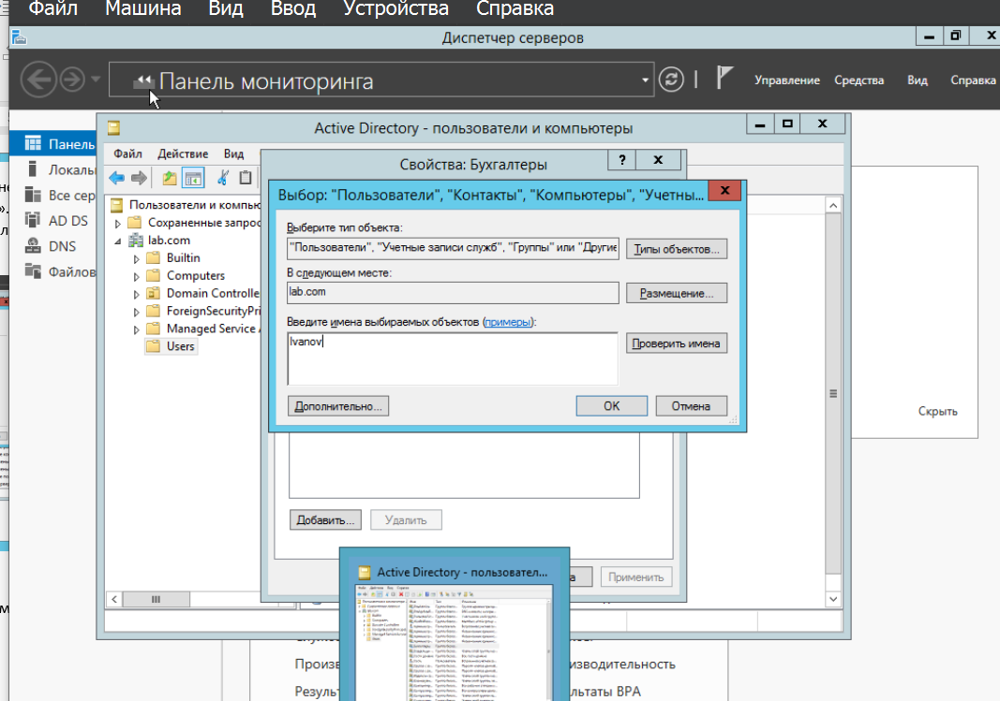 Файл Машина Вид Ввод Устройства Справка
Диспетчер серверов
Панель мониторинга
Управление Средства Вид Справка
Панель
Локаль
Все сер
AD DS
DNS
Файлов
Active Directory - пользователи и компьютеры
Файл Действие Вид
Пользователи и компью
Сохраненные запрос
lab.com
Builtin
Computers
Domain Controlle
ForeignSecurityPri
Managed Service A
Users
Свойства: Бухгалтеры
Выбор: "Пользователи", "Контакты", "Компьютеры", "Учетны...
Выберите тип объекта:
"Пользователи", "Учетные записи служб", "Группы" или "Другие
Типы объектов...
В следующем месте:
lab.com
Размещение...
Введите имена выбираемых объектов (примеры):
Ivanov
Проверить имена
Дополнительно...
OK
Отмена
Скрыть
Добавить...
Удалить
а
Применить
Active Directory - пользовател...
Произв
изводительность
Результ
льтаты BPA